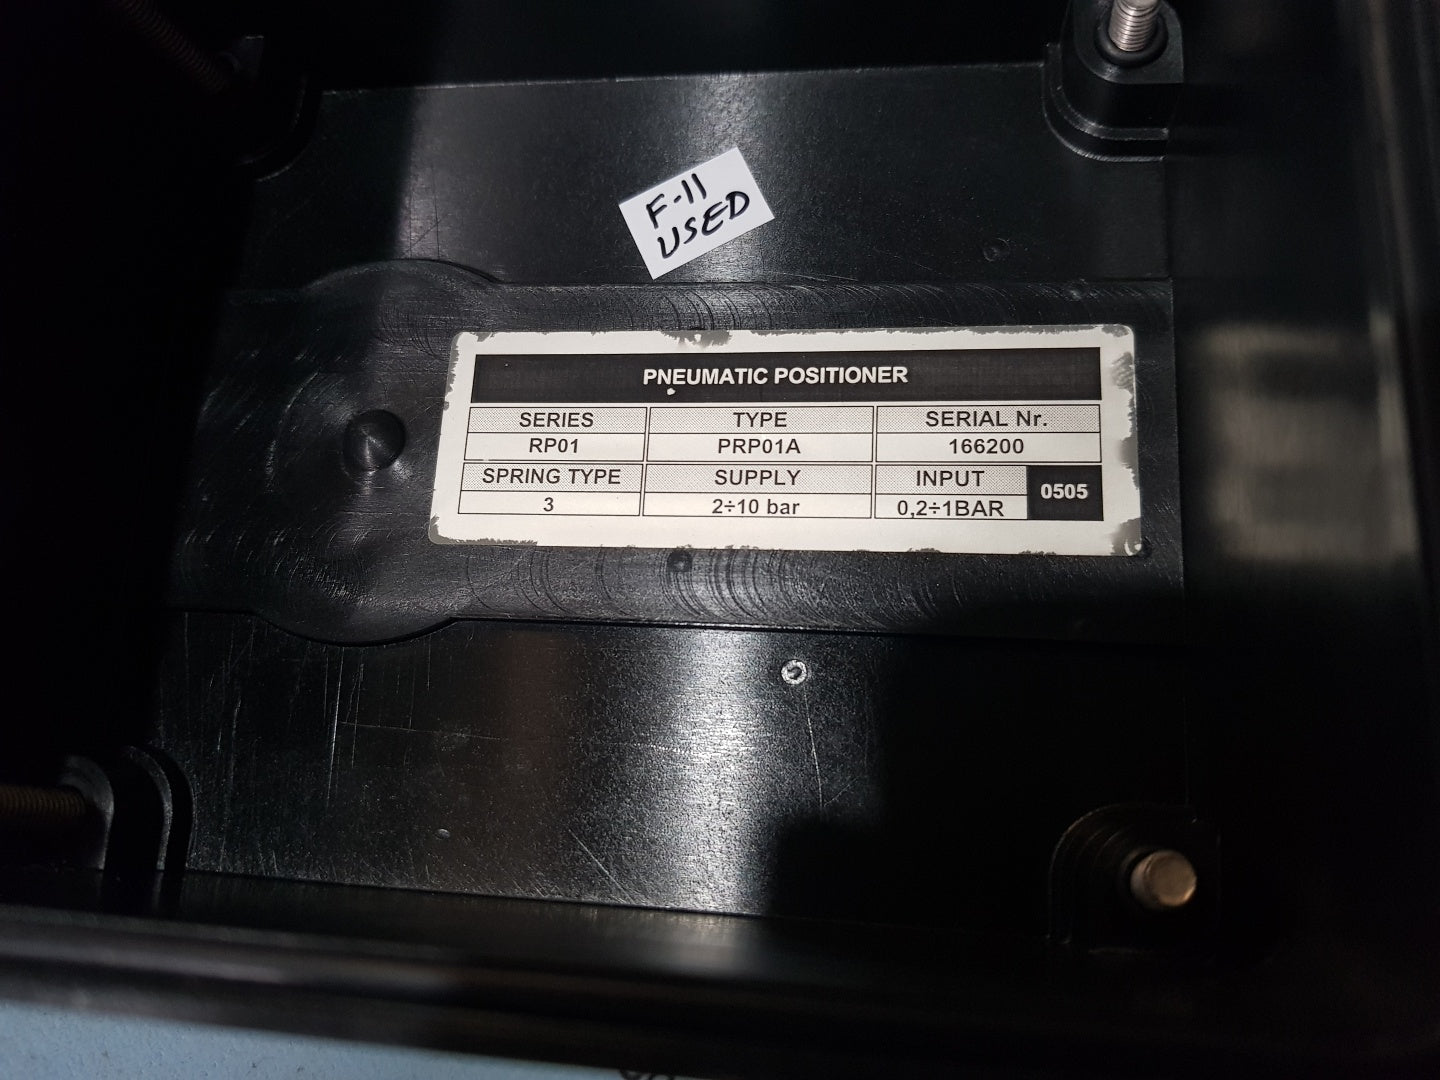 F-11
USED
PNEUMATIC POSITIONER
SERIES TYPE SERIAL Nr.
RP01 PRP01A 166200
SPRING TYPE SUPPLY INPUT 0505
3 2÷10 bar 0,2÷1BAR